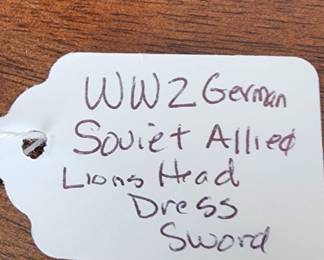 WW2 German
Soviet Allied
Lions Head
Dress
Sword